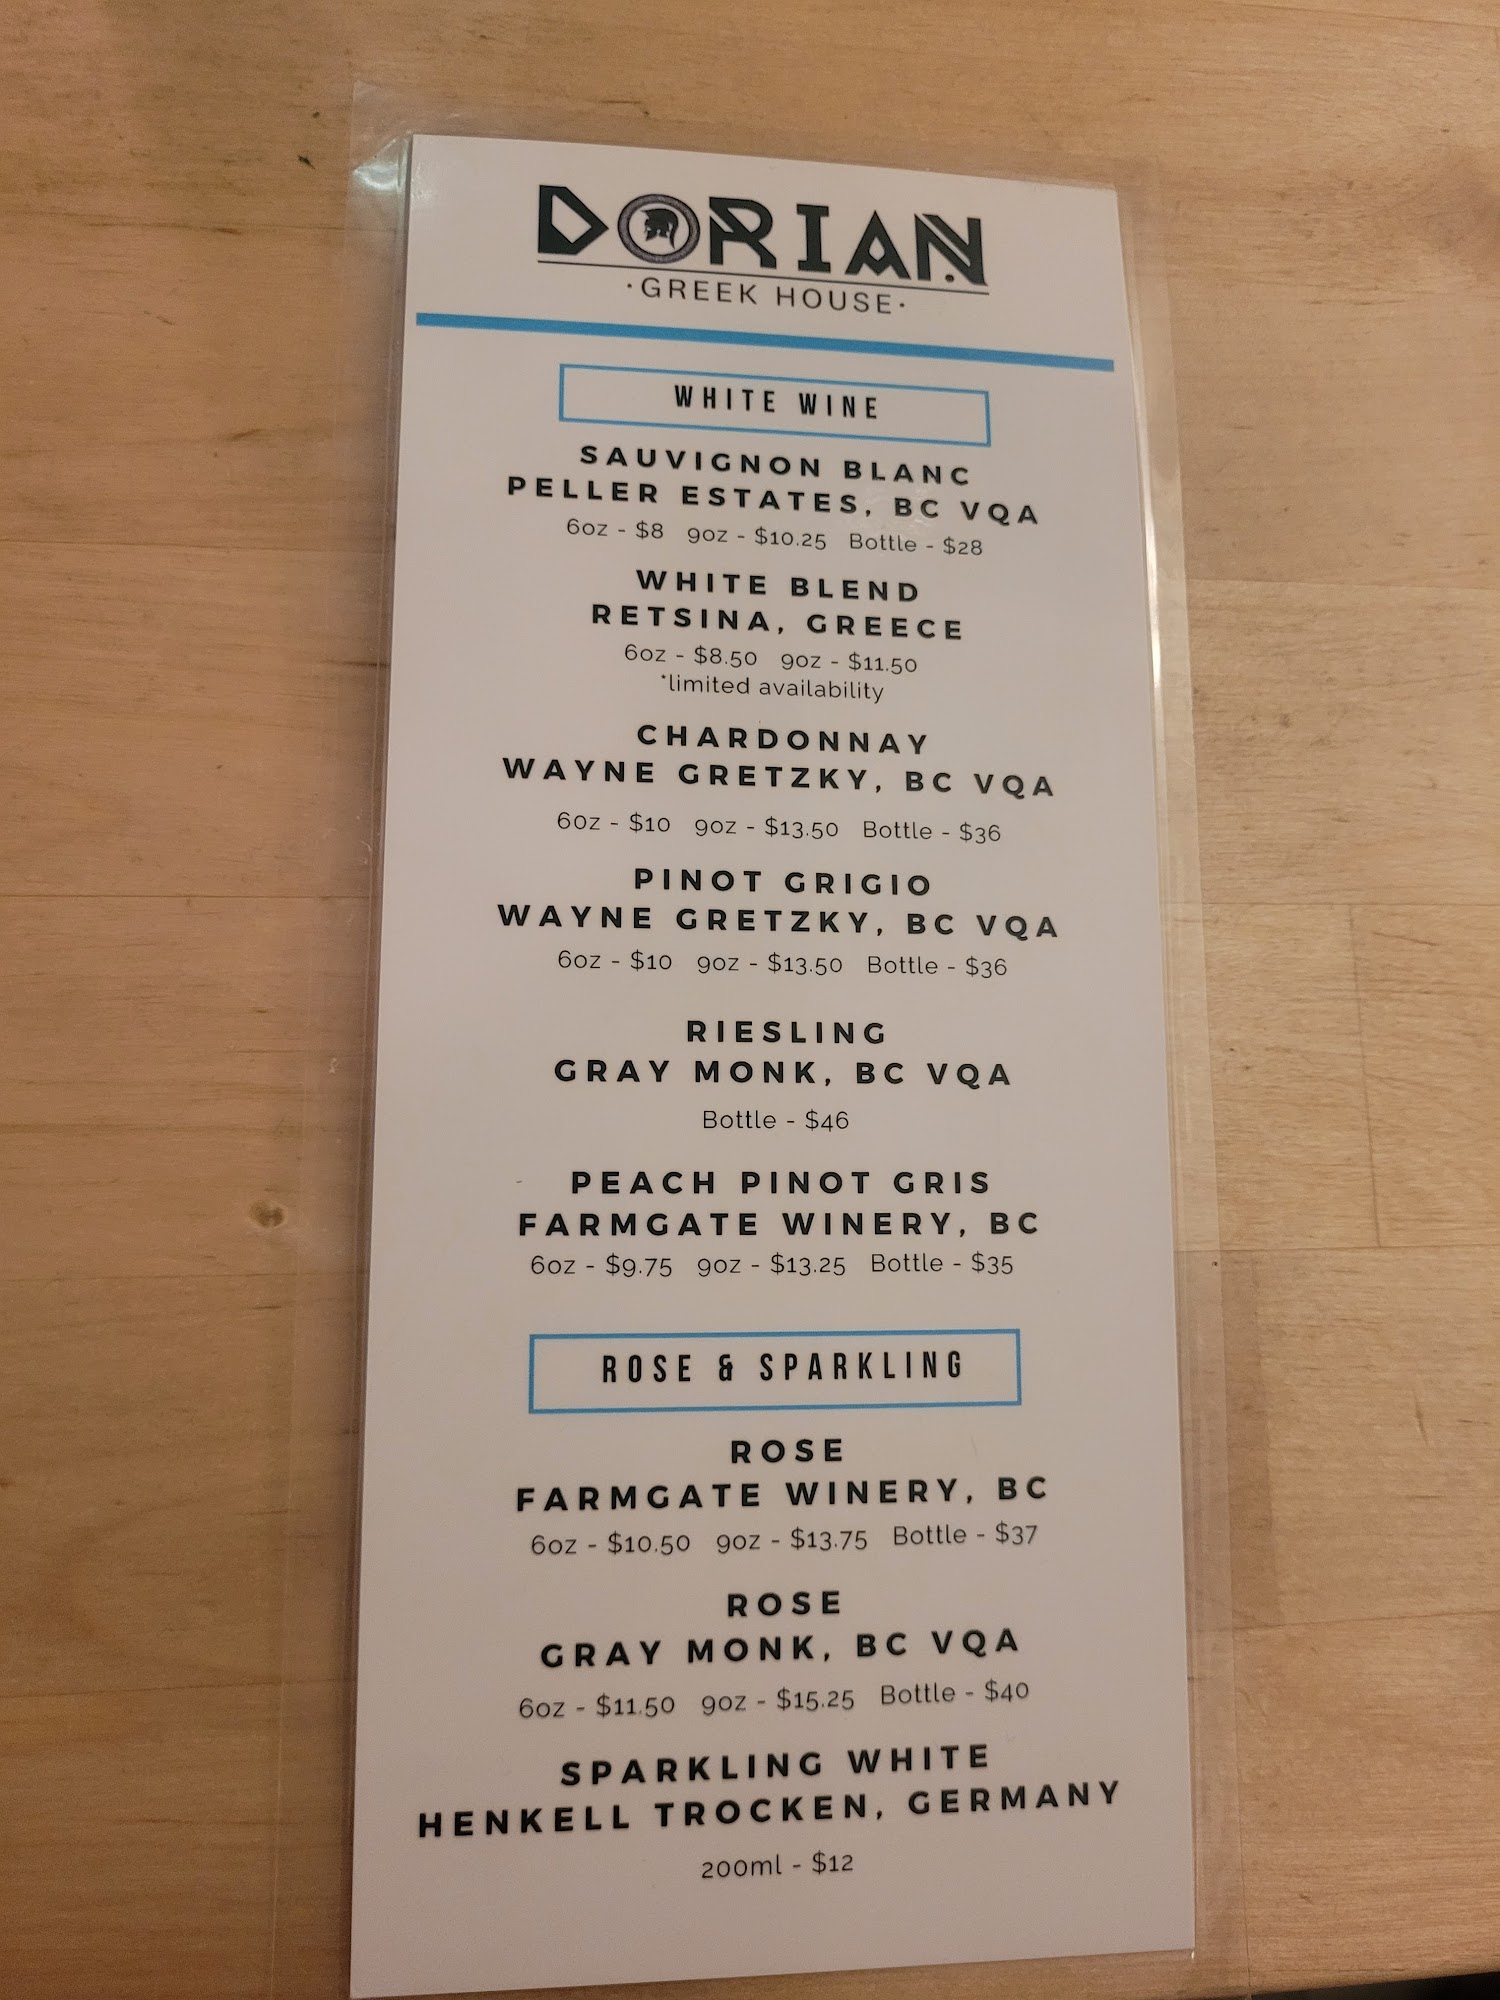 DORIAN
·GREEK HOUSE·
WHITE WINE
SAUVIGNON BLANC
PELLER ESTATES, BC VQA
6oz - $8 9oz - $10.25 Bottle - $28
WHITE BLEND
RETSINA, GREECE
6oz - $8.50 9oz - $11.50
*limited availability
CHARDONNAY
WAYNE GRETZKY, BC VQA
6oz - $10 9oz - $13.50 Bottle - $36
PINOT GRIGIO
WAYNE GRETZKY, BC VQA
6oz - $10 9oz - $13.50 Bottle - $36
RIESLING
GRAY MONK, BC VQA
Bottle - $46
PEACH PINOT GRIS
FARMGATE WINERY, BC
6oz - $9.75 9oz - $13.25 Bottle - $35
ROSE & SPARKLING
ROSE
FARMGATE WINERY, BC
6oz - $10.50 9oz - $13.75 Bottle - $37
ROSE
GRAY MONK, BC VQA
6oz - $11.50 9oz - $15.25 Bottle - $40
SPARKLING WHITE
HENKELL TROCKEN, GERMANY
200ml - $12